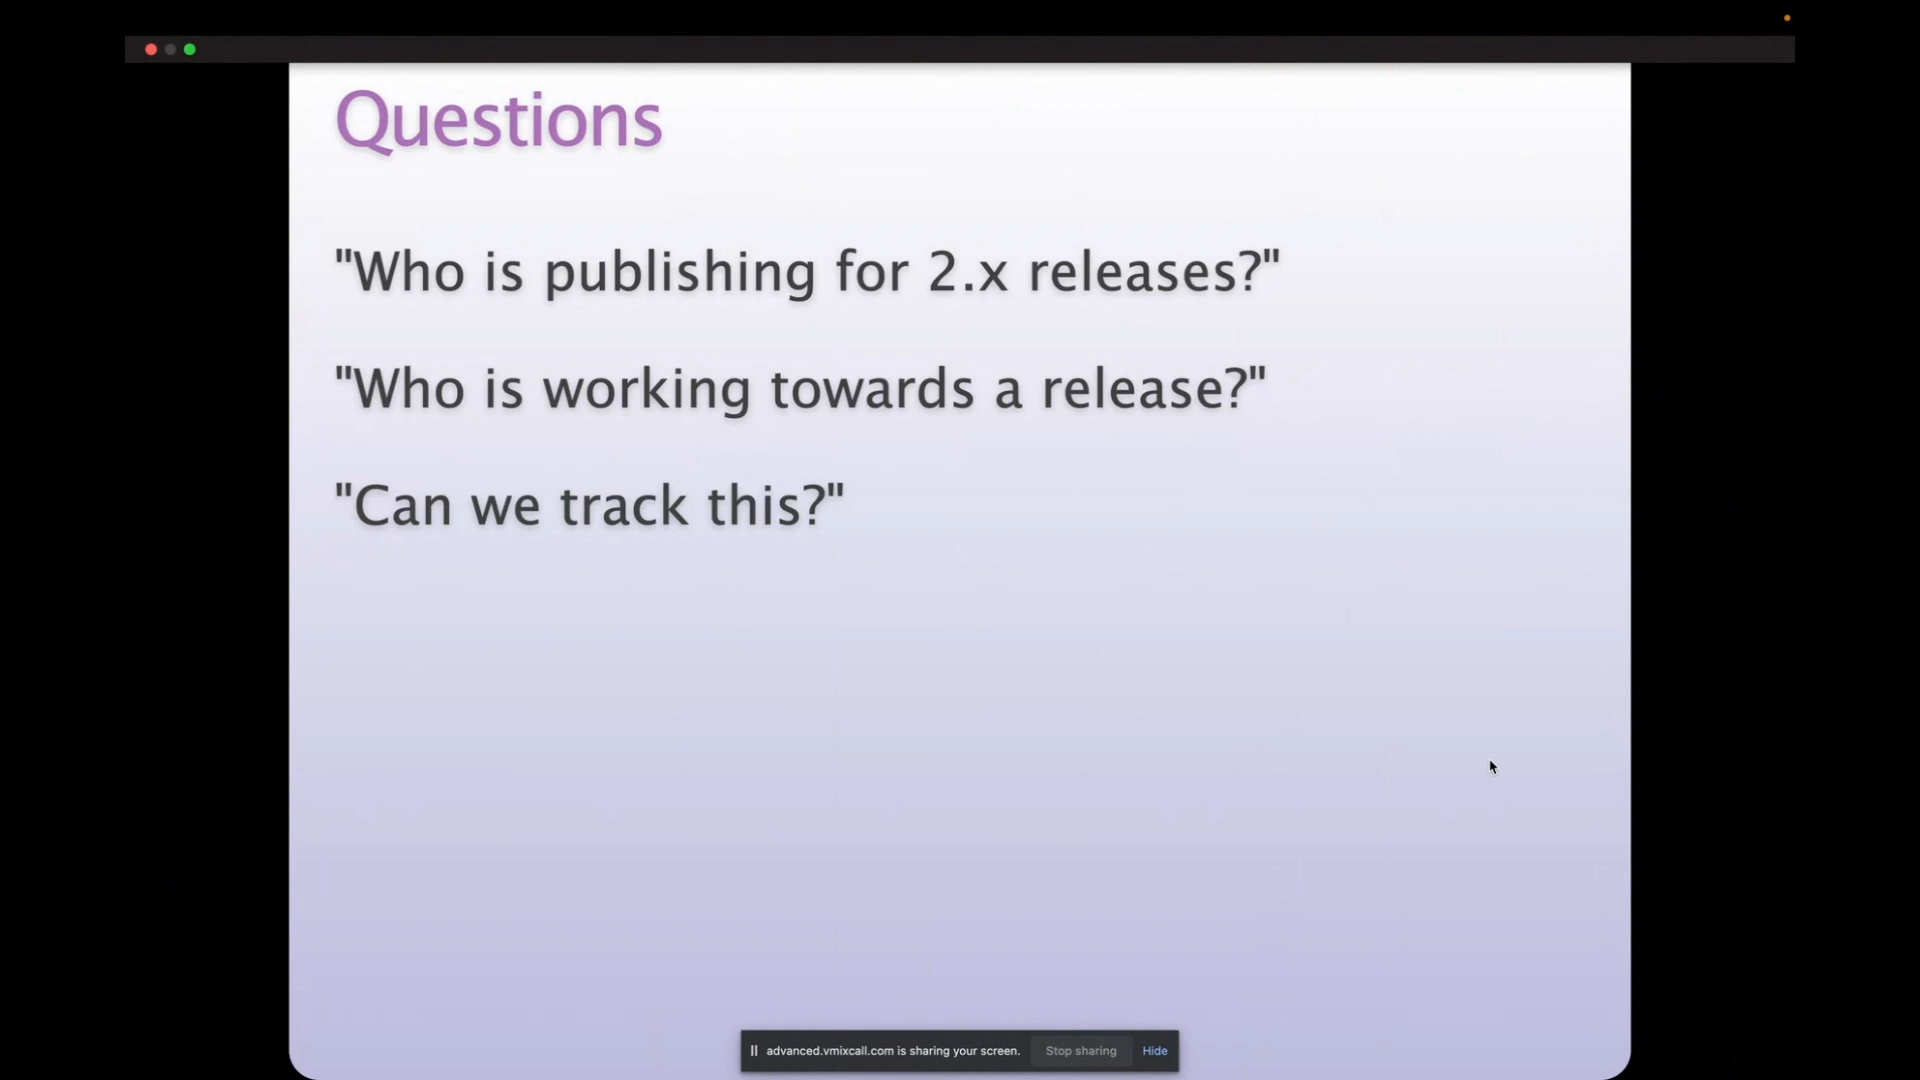 Questions
"Who is publishing for 2.x releases?"
"Who is working towards a release?"
"Can we track this?"
advanced.vmixcall.com is sharing your screen. Stop sharing Hide